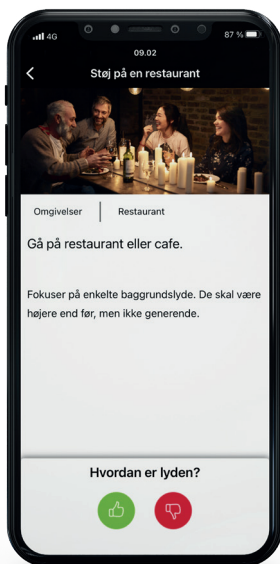 4G
87 %
09.02
Støj på en restaurant
Omgivelser
Restaurant
Gå på restaurant eller cafe.
Fokuser på enkelte baggrundslyde. De skal være
højere end før, men ikke generende.
Hvordan er lyden?